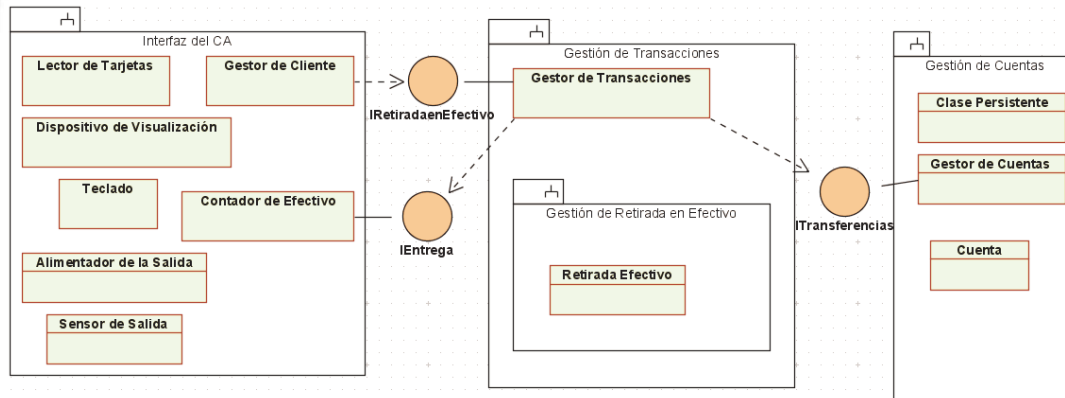 Interfaz del CA
Lector de Tarjetas
Gestor de Cliente
Dispositivo de Visualización
Teclado
Contador de Efectivo
Alimentador de la Salida
Sensor de Salida
IRetiradaenEfectivo
IEntrega
Gestión de Transacciones
Gestor de Transacciones
Gestión de Retirada en Efectivo
Retirada Efectivo
ITransferencias
Gestión de Cuentas
Clase Persistente
Gestor de Cuentas
Cuenta